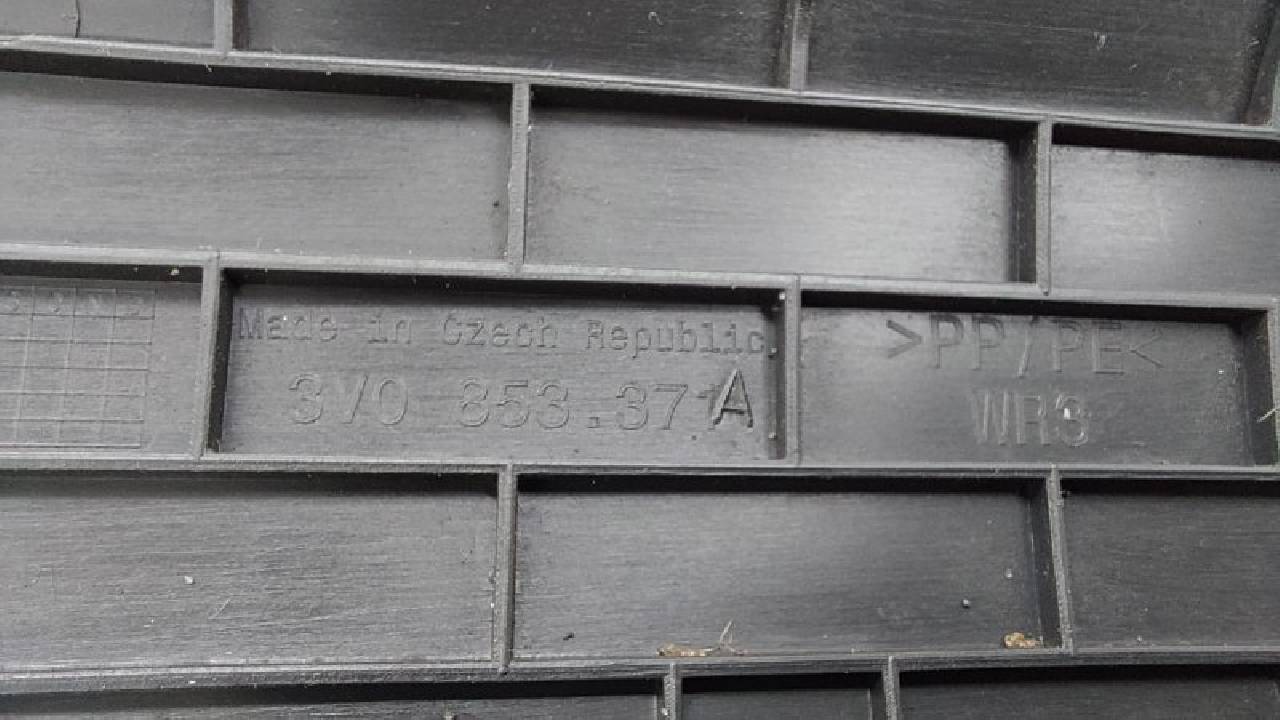 Made in Czech Republic
3V0 853.371A
>PP/PE<
WR3